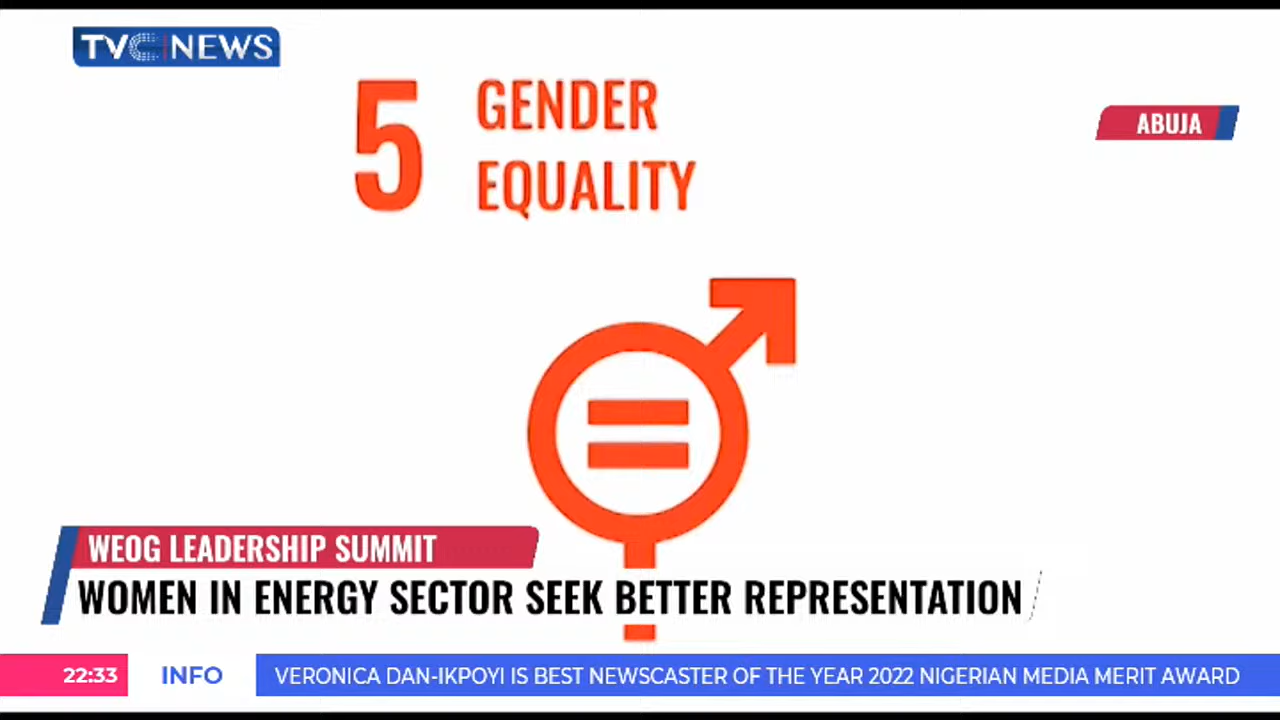 TVC NEWS
5 GENDER
EQUALITY
ABUJA
WEOG LEADERSHIP SUMMIT
WOMEN IN ENERGY SECTOR SEEK BETTER REPRESENTATION
22:33 INFO VERONICA DAN-IKPOYI IS BEST NEWSCASTER OF THE YEAR 2022 NIGERIAN MEDIA MERIT AWARD